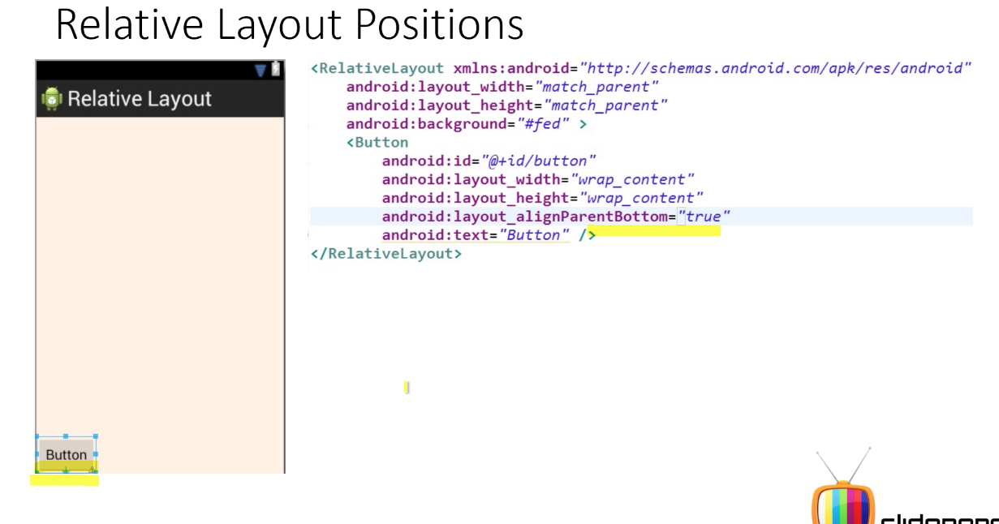 Relative Layout Positions
Relative Layout
<RelativeLayout xmlns:android="http://schemas.android.com/apk/res/android"
android:layout_width="match_parent"
android:layout_height="match_parent"
android:background="#fed" >
<Button
android:id="@+id/button"
android:layout_width="wrap_content"
android:layout_height="wrap_content"
android:layout_alignParentBottom="true"
android:text="Button" />
</RelativeLayout>
Button